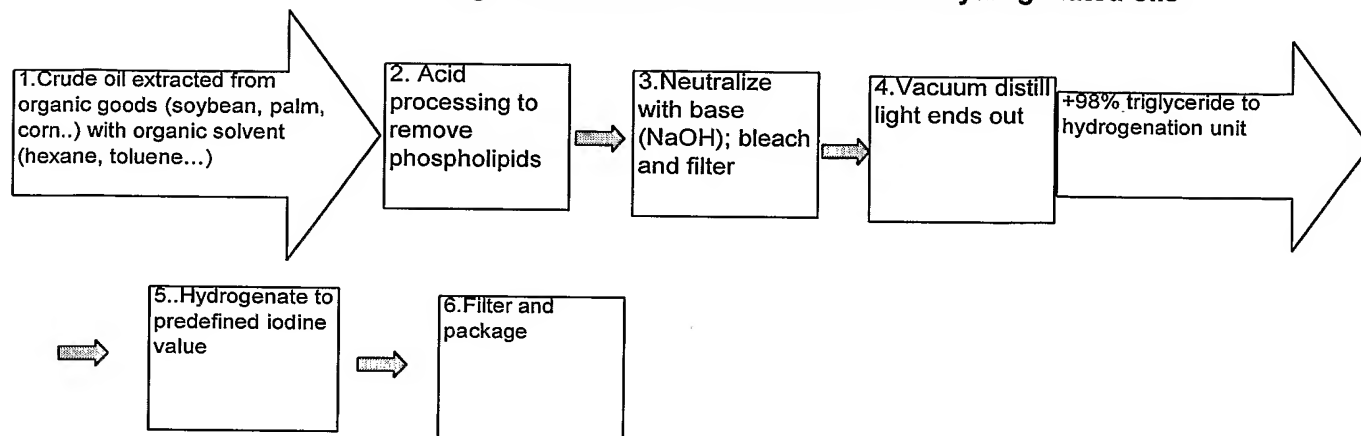 1.Crude oil extracted from
organic goods (soybean, palm,
corn..) with organic solvent
(hexane, toluene...)
2. Acid
processing to
remove
phospholipids
3.Neutralize
with base
(NaOH); bleach
and filter
4.Vacuum distill
light ends out
+98% triglyceride to
hydrogenation unit
5..Hydrogenate to
predefined iodine
value
6.Filter and
package